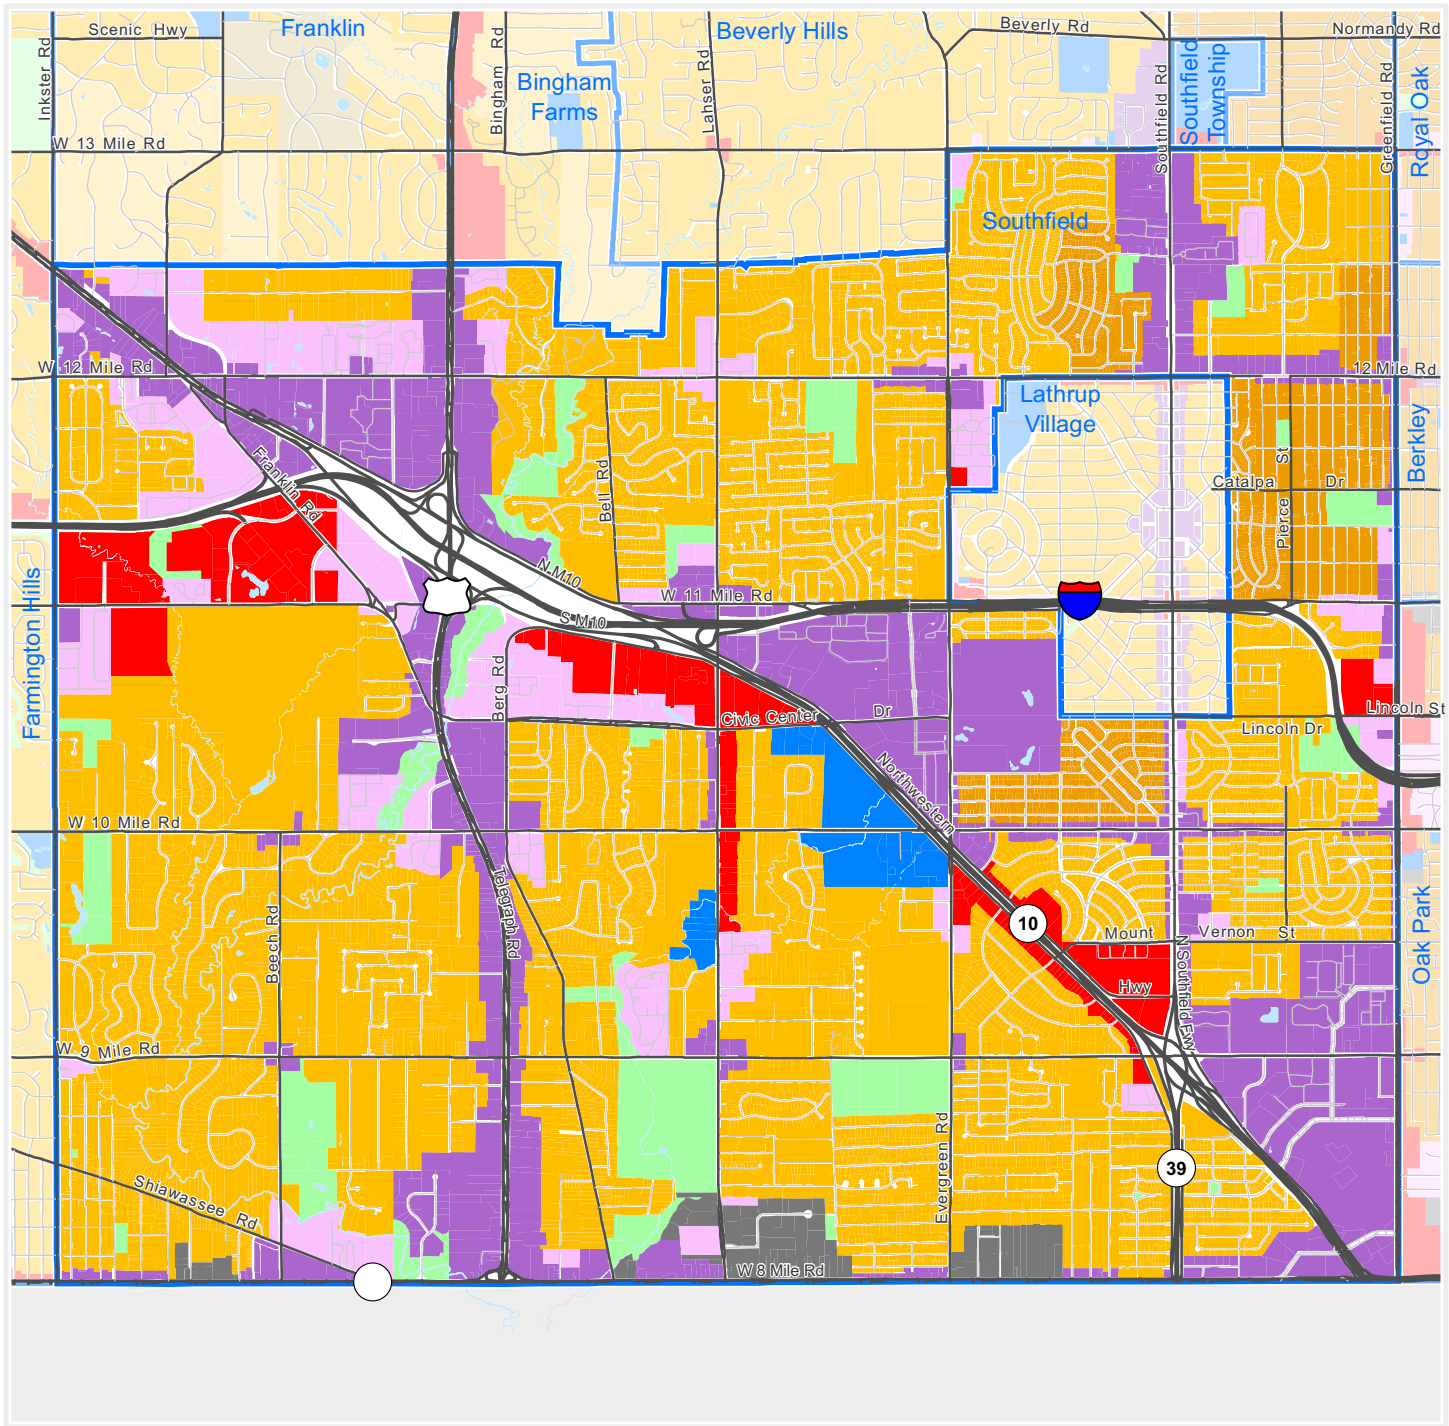 Scenic Hwy
Franklin
Beverly Hills
Beverly Rd
Normandy Rd
Inkster Rd
Bingham Rd
Bingham
Farms
Lahser Rd
Southfield Rd
Southfield
Township
Greenfield Rd
Royal Oak
W 13 Mile Rd
Southfield
W 12 Mile Rd
12 Mile Rd
Lathrup
Village
Berkley
Franklin Rd
Bell Rd
Catalpa Dr
Pierce St
Farmington Hills
N M10
W 11 Mile Rd
S M10
Berg Rd
Civic Center Dr
Lincoln St
Lincoln Dr
Northwestern
W 10 Mile Rd
Telegraph Rd
Beech Rd
10
Mount Vernon St
Oak Park
Hwy
N Southfield Fwy
W 9 Mile Rd
Evergreen Rd
39
Shiawassee Rd
W 8 Mile Rd